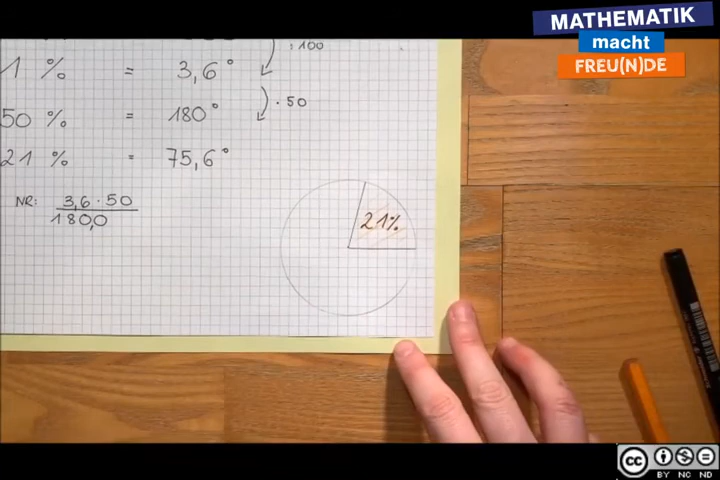 MATHEMATIK
macht
FREU(N)DE
: 100
1 % = 3,6°
· 50
50 % = 180°
21 % = 75,6°
NR: 3,6 · 50
180,0
21%
cc
BY NC ND